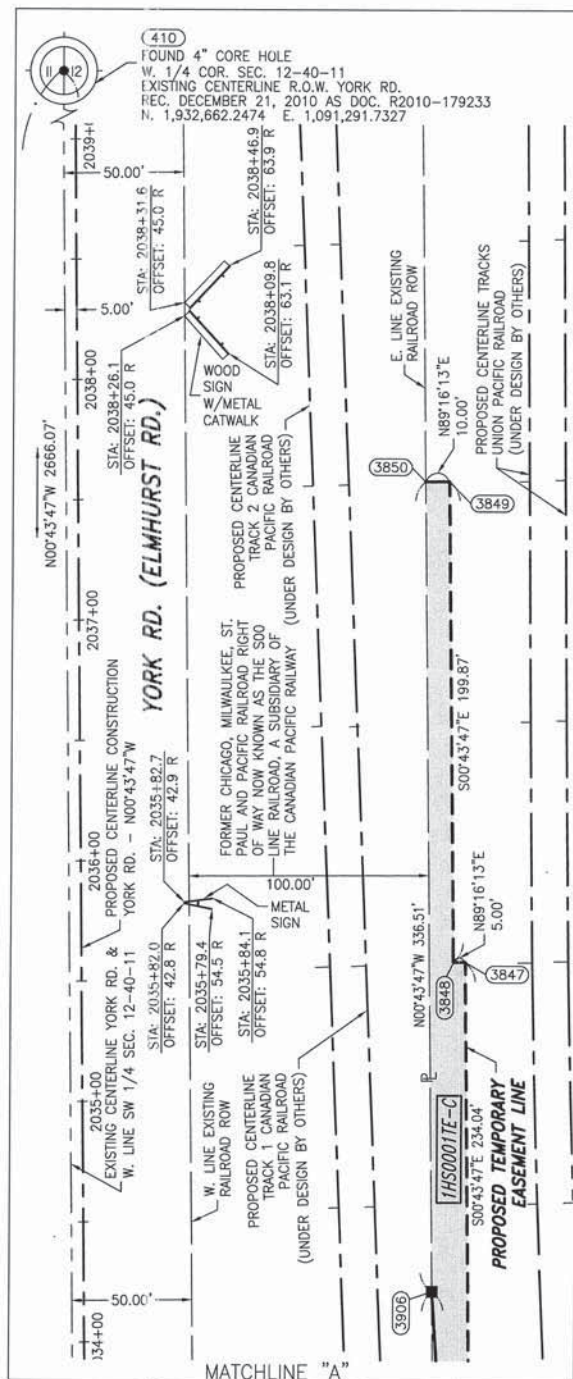 410
FOUND 4" CORE HOLE
W. 1/4 COR. SEC. 12-40-11
EXISTING CENTERLINE R.O.W. YORK RD.
REC. DECEMBER 21, 2010 AS DOC. R2010-179233
N. 1,932,662.2474 E. 1,091,291.7327
11
12
50.00'
5.00'
STA: 2038+31.6
OFFSET: 45.0 R
STA: 2038+46.9
OFFSET: 63.9 R
STA: 2038+26.1
OFFSET: 45.0 R
STA: 2038+09.8
OFFSET: 63.1 R
WOOD
SIGN
W/METAL
CATWALK
2038+00
2037+00
2036+00
2035+00
N00°43'47"W 2666.07'
YORK RD. (ELMHURST RD.)
E. LINE EXISTING
RAILROAD ROW
PROPOSED CENTERLINE
TRACK 2 CANADIAN
PACIFIC RAILROAD
(UNDER DESIGN BY OTHERS)
PROPOSED CENTERLINE TRACKS
UNION PACIFIC RAILROAD
(UNDER DESIGN BY OTHERS)
N89°16'13"E
10.00'
3850
3849
S00°43'47"E 199.87'
FORMER CHICAGO, MILWAUKEE, ST.
PAUL AND PACIFIC RAILROAD RIGHT
OF WAY NOW KNOWN AS THE SOO
LINE RAILROAD, A SUBSIDIARY OF
THE CANADIAN PACIFIC RAILWAY
PROPOSED CENTERLINE CONSTRUCTION
YORK RD. - N00°43'47"W
EXISTING CENTERLINE YORK RD. &
W. LINE SW 1/4 SEC. 12-40-11
STA: 2035+82.7
OFFSET: 42.9 R
100.00'
METAL
SIGN
STA: 2035+82.0
OFFSET: 42.8 R
STA: 2035+79.4
OFFSET: 54.5 R
STA: 2035+84.1
OFFSET: 54.8 R
N00°43'47"W 336.51'
N89°16'13"E
5.00'
3848
3847
W. LINE EXISTING
RAILROAD ROW
PROPOSED CENTERLINE
TRACK 1 CANADIAN
PACIFIC RAILROAD
(UNDER DESIGN BY OTHERS)
1HS0001TE-C
S00°43'47"E 234.04'
PROPOSED TEMPORARY
EASEMENT LINE
50.00'
3906
MATCHLINE "A"